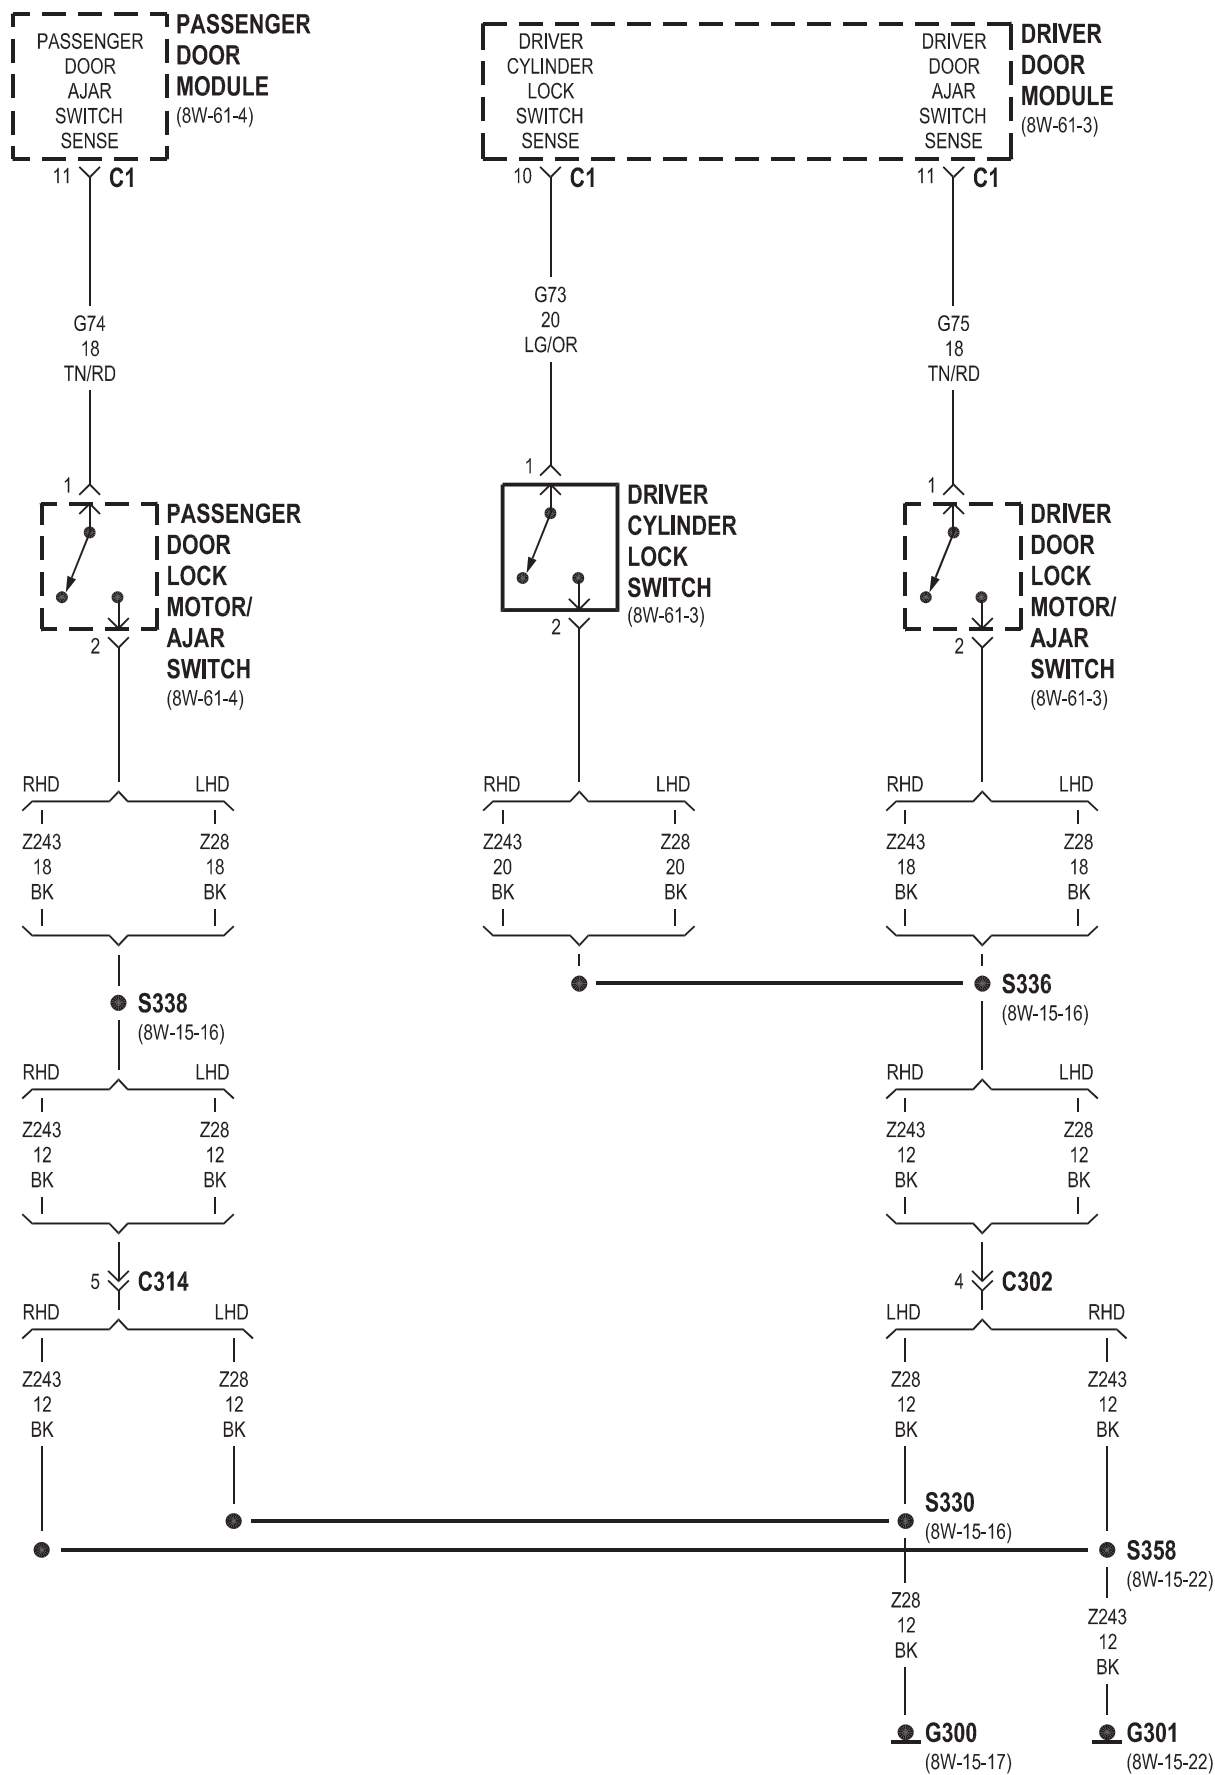 PASSENGER
DOOR
AJAR
SWITCH
SENSE
PASSENGER
DOOR
MODULE
(8W-61-4)
DRIVER
CYLINDER
LOCK
SWITCH
SENSE
DRIVER
DOOR
AJAR
SWITCH
SENSE
DRIVER
DOOR
MODULE
(8W-61-3)
11 C1
10 C1
11 C1
G74
18
TN/RD
G73
20
LG/OR
G75
18
TN/RD
1
PASSENGER
DOOR
LOCK
MOTOR/
AJAR
SWITCH
(8W-61-4)
2
1
DRIVER
CYLINDER
LOCK
SWITCH
(8W-61-3)
2
1
DRIVER
DOOR
LOCK
MOTOR/
AJAR
SWITCH
(8W-61-3)
2
RHD LHD
Z243 Z28
18 18
BK BK
RHD LHD
Z243 Z28
20 20
BK BK
RHD LHD
Z243 Z28
18 18
BK BK
S338
(8W-15-16)
S336
(8W-15-16)
RHD LHD
Z243 Z28
12 12
BK BK
RHD LHD
Z243 Z28
12 12
BK BK
5 C314
4 C302
RHD LHD
Z243 Z28
12 12
BK BK
LHD RHD
Z28 Z243
12 12
BK BK
S330
(8W-15-16)
S358
(8W-15-22)
Z28
12
BK
Z243
12
BK
G300
(8W-15-17)
G301
(8W-15-22)